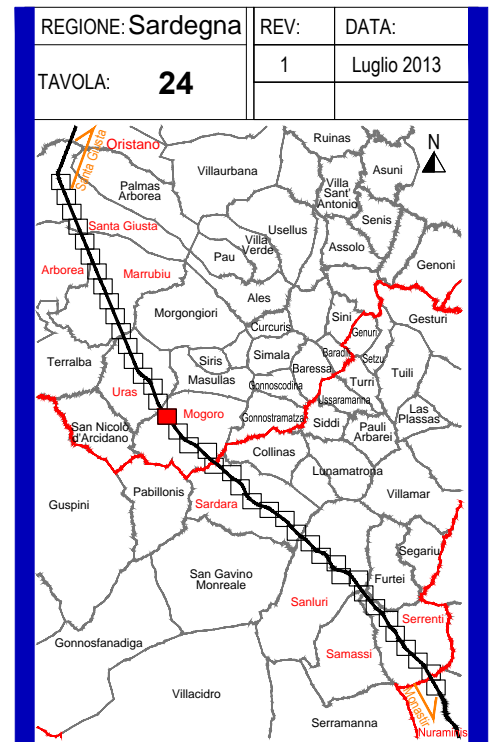 REGIONE: Sardegna
REV:
DATA:
TAVOLA: 24
1
Luglio 2013
N
Oristano
Santa Giusta
Ruinas
Villaurbana
Asuni
Palmas
Arborea
Villa
Sant'
Antonio
Senis
Usellus
Santa Giusta
Villa
Verde
Assolo
Genoni
Pau
Arborea
Marrubiu
Ales
Morgongiori
Sini
Gesturi
Curcuris
Genuri
Terralba
Siris
Simala
Baradili
Setzu
Masullas
Baressa
Tuili
Uras
Gonnoscodina
Turri
Ussaramanna
Mogoro
Gonnostramatza
Siddi
Las
Plassas
San Nicolò
d'Arcidano
Pauli
Arbarei
Collinas
Lunamatrona
Pabillonis
Villamar
Guspini
Sardara
Segariu
San Gavino
Monreale
Furtei
Sanluri
Serrenti
Gonnosfanadiga
Samassi
Villacidro
Monastir
Serramanna
Nuraminis